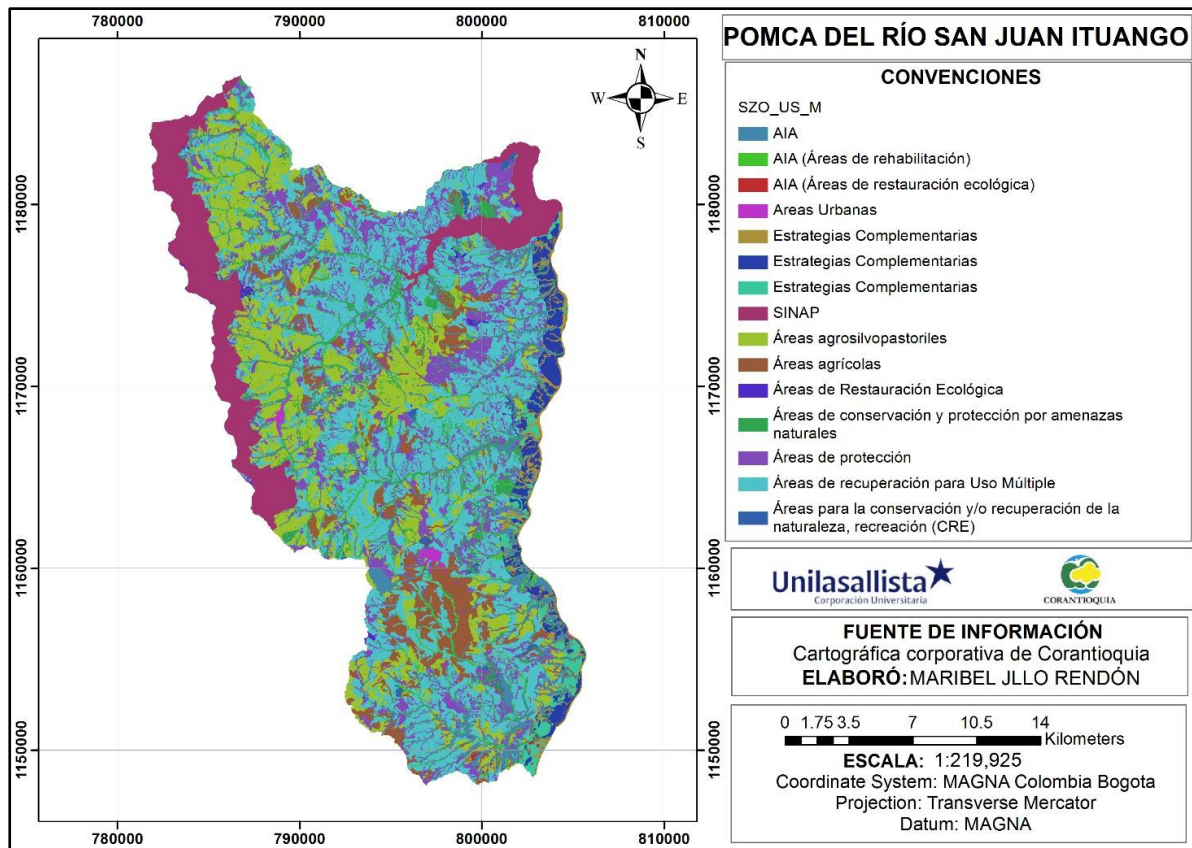 780000
790000
800000
810000
1180000
1170000
1160000
1150000
1180000
1170000
1160000
1150000
780000
790000
800000
810000
N
W
E
S
POMCA DEL RÍO SAN JUAN ITUANGO
CONVENCIONES
SZO_US_M
AIA
AIA (Áreas de rehabilitación)
AIA (Áreas de restauración ecológica)
Areas Urbanas
Estrategias Complementarias
Estrategias Complementarias
Estrategias Complementarias
SINAP
Áreas agrosilvopastoriles
Áreas agrícolas
Áreas de Restauración Ecológica
Áreas de conservación y protección por amenazas
naturales
Áreas de protección
Áreas de recuperación para Uso Múltiple
Áreas para la conservación y/o recuperación de la
naturaleza, recreación (CRE)
Unilasallista
Corporación Universitaria
CORANTIOQUIA
FUENTE DE INFORMACIÓN
Cartográfica corporativa de Corantioquia
ELABORÓ: MARIBEL JLLO RENDÓN
0 1.75 3.5 7 10.5 14
Kilometers
ESCALA: 1:219,925
Coordinate System: MAGNA Colombia Bogota
Projection: Transverse Mercator
Datum: MAGNA